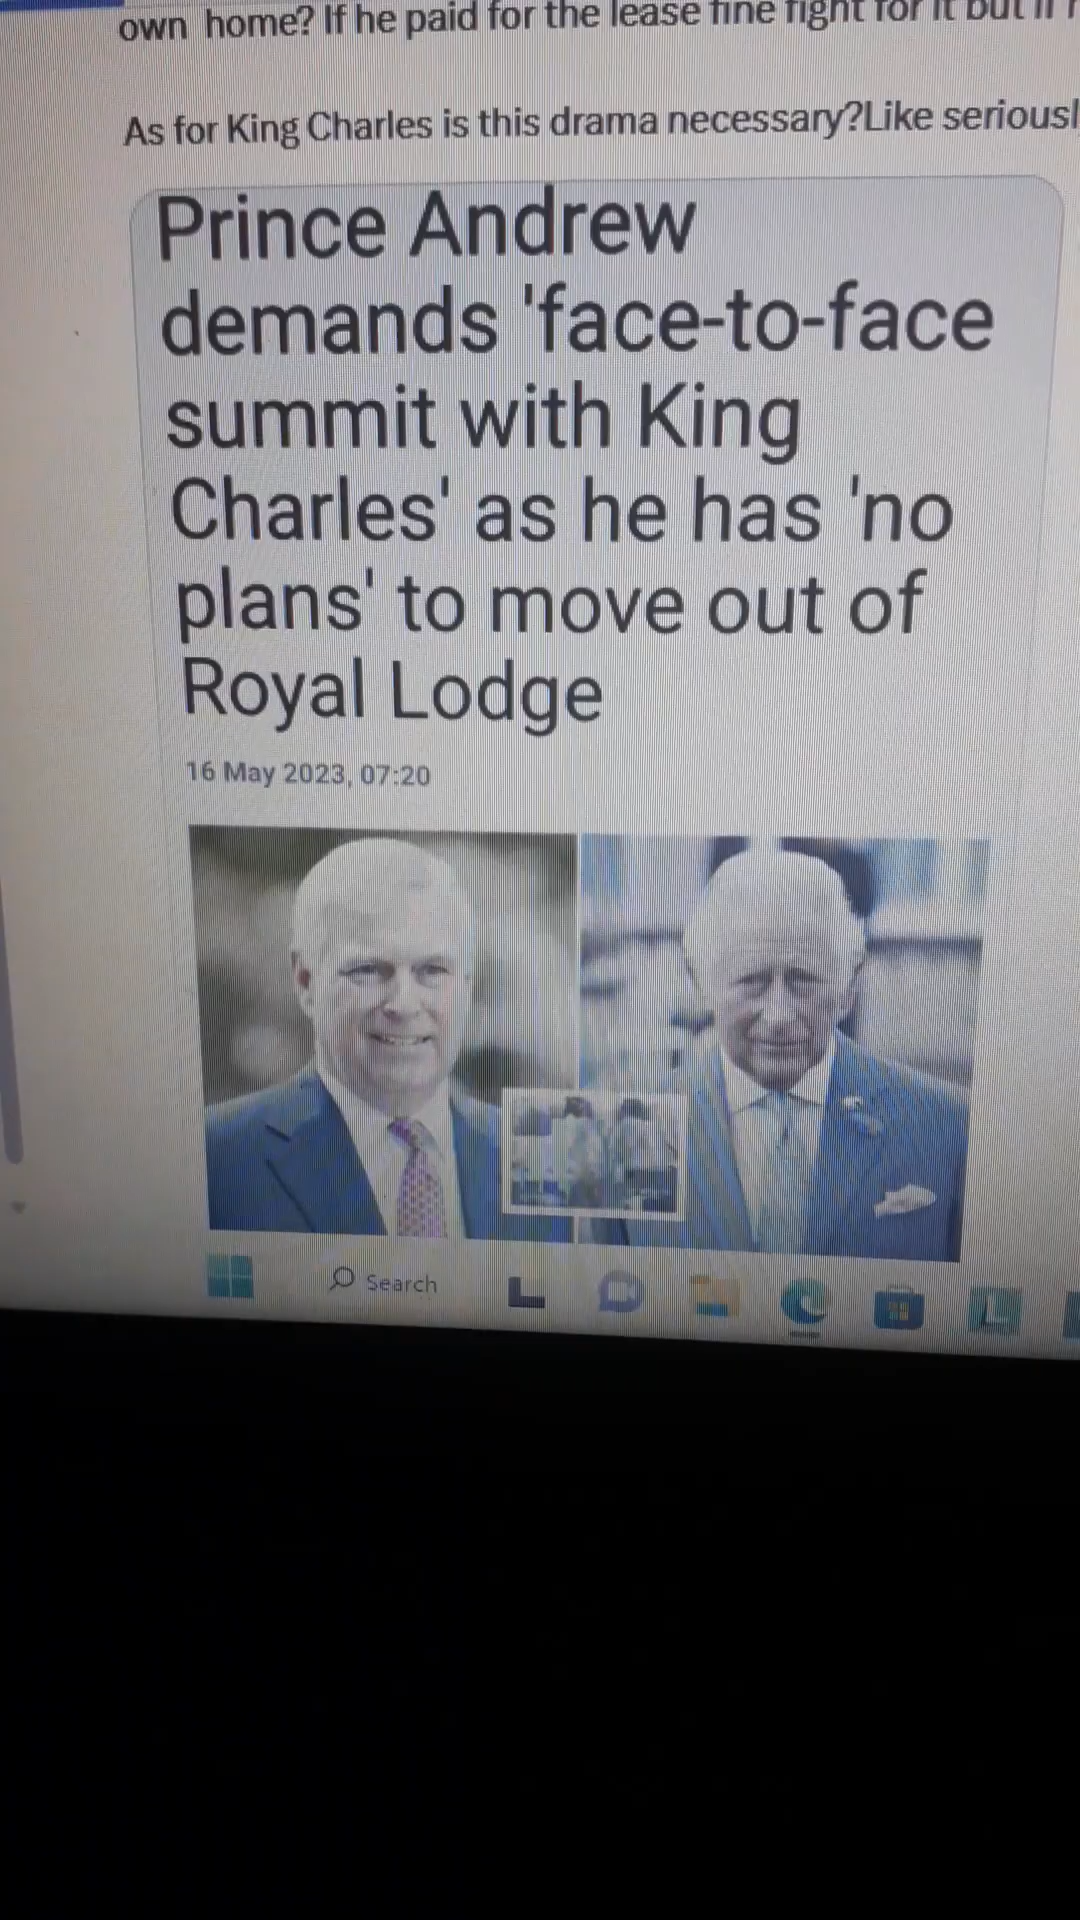 own home? If he paid for the lease fine fight for it but if
As for King Charles is this drama necessary?Like seriousl
Prince Andrew
demands 'face-to-face
summit with King
Charles' as he has 'no
plans' to move out of
Royal Lodge
16 May 2023, 07:20
Search